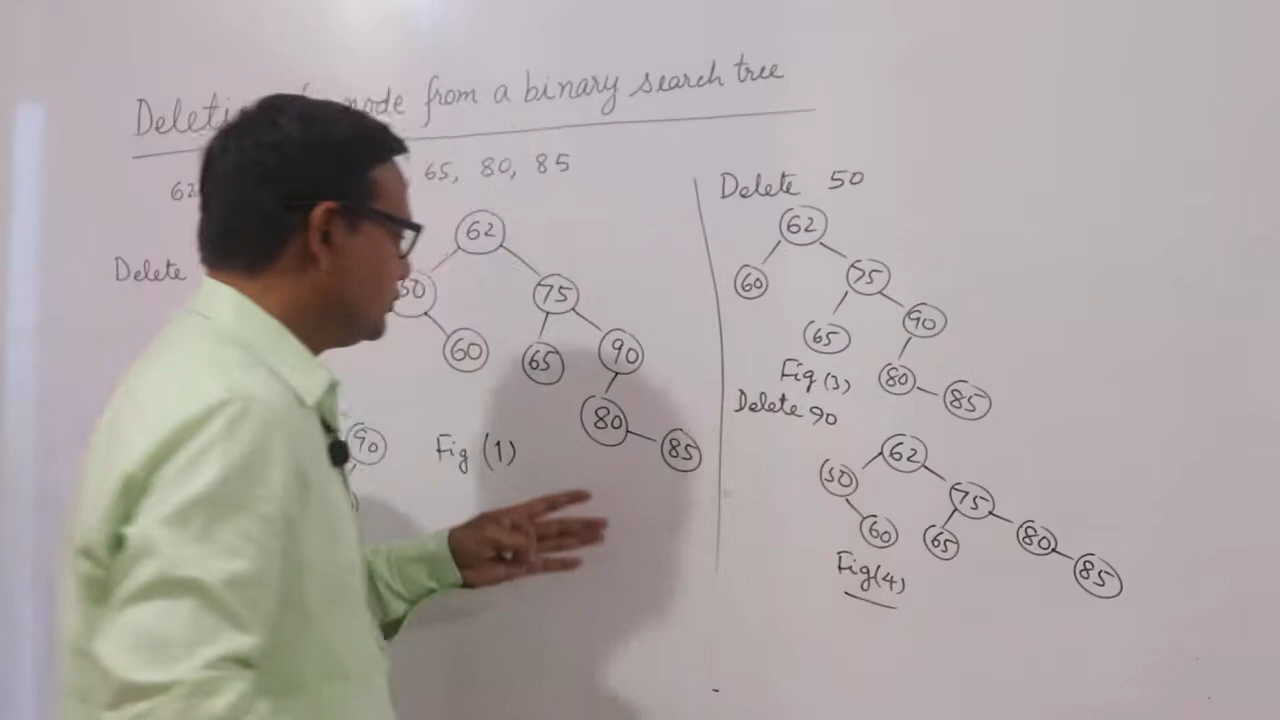 node from a binary search tree
62 65, 80, 85
Delete
62
50 75
60 65 90
80
85
90
Fig (1)
Delete 50
62
60 75
65 90
80 85
Fig (3)
Delete 90
62
50 75
60 65 80
85
Fig(4)